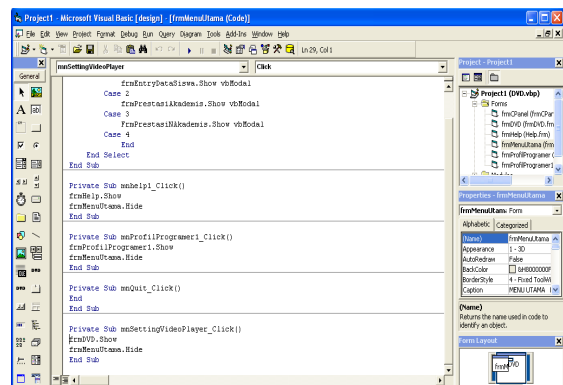 Project1 - Microsoft Visual Basic [design] - [frmMenuUtama (Code)]
File Edit View Project Format Debug Run Query Diagram Tools Add-Ins Window Help
Ln 29, Col 1
General
mnSettingVideoPlayer Click
frmEntryDataSiswa.Show vbModal
Case 2
frmPrestasiAkademis.Show vbModal
Case 3
FrmPrestasiNAkademis.Show vbModal
Case 4
End
End Select
End Sub
Private Sub mnhelp1_Click()
frmHelp.Show
frmMenuUtama.Hide
End Sub
Private Sub mnProfilProgramer1_Click()
frmProfilProgramer1.Show
frmMenuUtama.Hide
End Sub
Private Sub mnQuit_Click()
End
End Sub
Private Sub mnSettingVideoPlayer_Click()
frmDVD.Show
frmMenuUtama.Hide
End Sub
Project - Project1
Project1 (DVD.vbp)
Forms
frmCPanel (frmCPar
frmDVD (frmDVD.frn
frmHelp (Help.frm)
frmMenuUtama (frm
frmProfilProgramer (
frmProfilProgramer1
Properties - frmMenuUtama
frmMenuUtama Form
Alphabetic Categorized
(Name) frmMenuUtama
Appearance 1 - 3D
AutoRedraw False
BackColor &H8000000F
BorderStyle 4 - Fixed ToolWi
Caption MENU UTAMA
(Name)
Returns the name used in code to
identify an object.
Form Layout